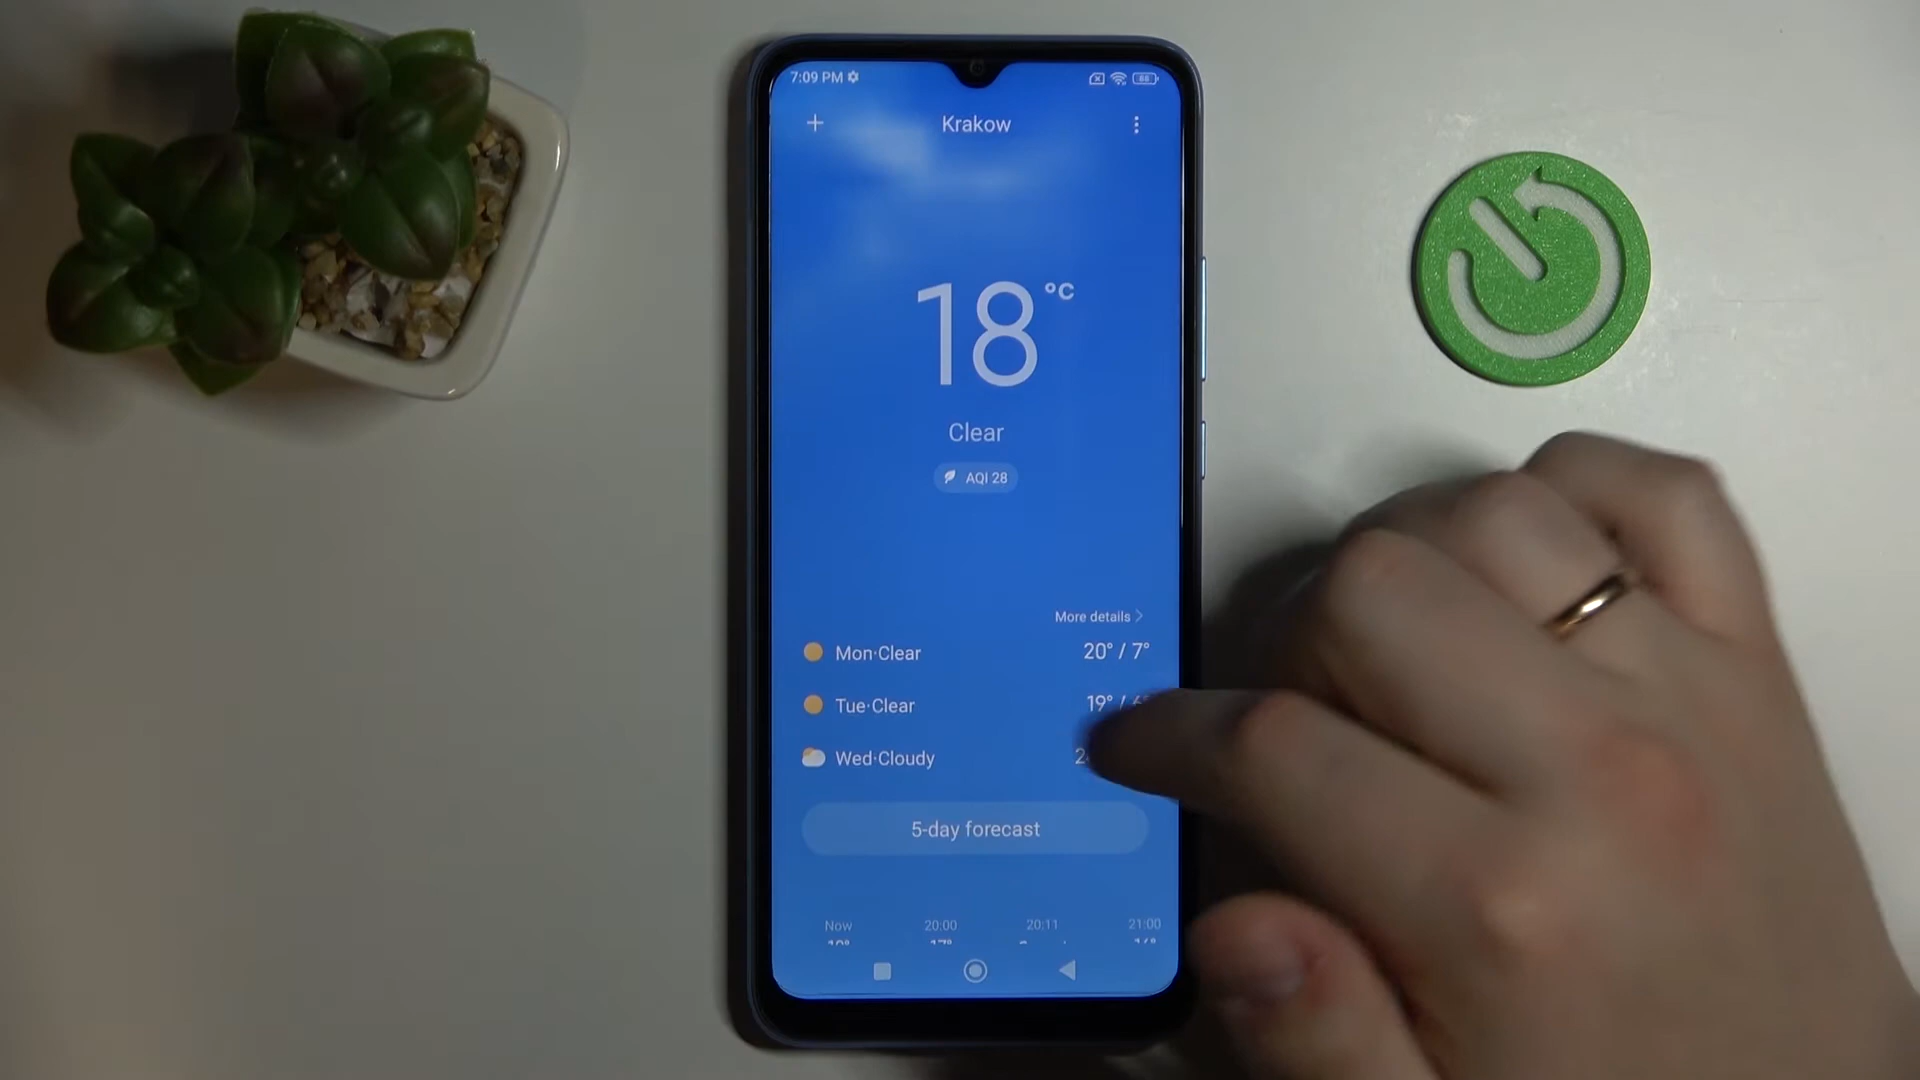 7:09 PM
68
+ Krakow
18 °C
Clear
AQI 28
More details >
Mon·Clear 20° / 7°
Tue·Clear 19° /
Wed·Cloudy
5-day forecast
Now 20:00 20:11 21:00